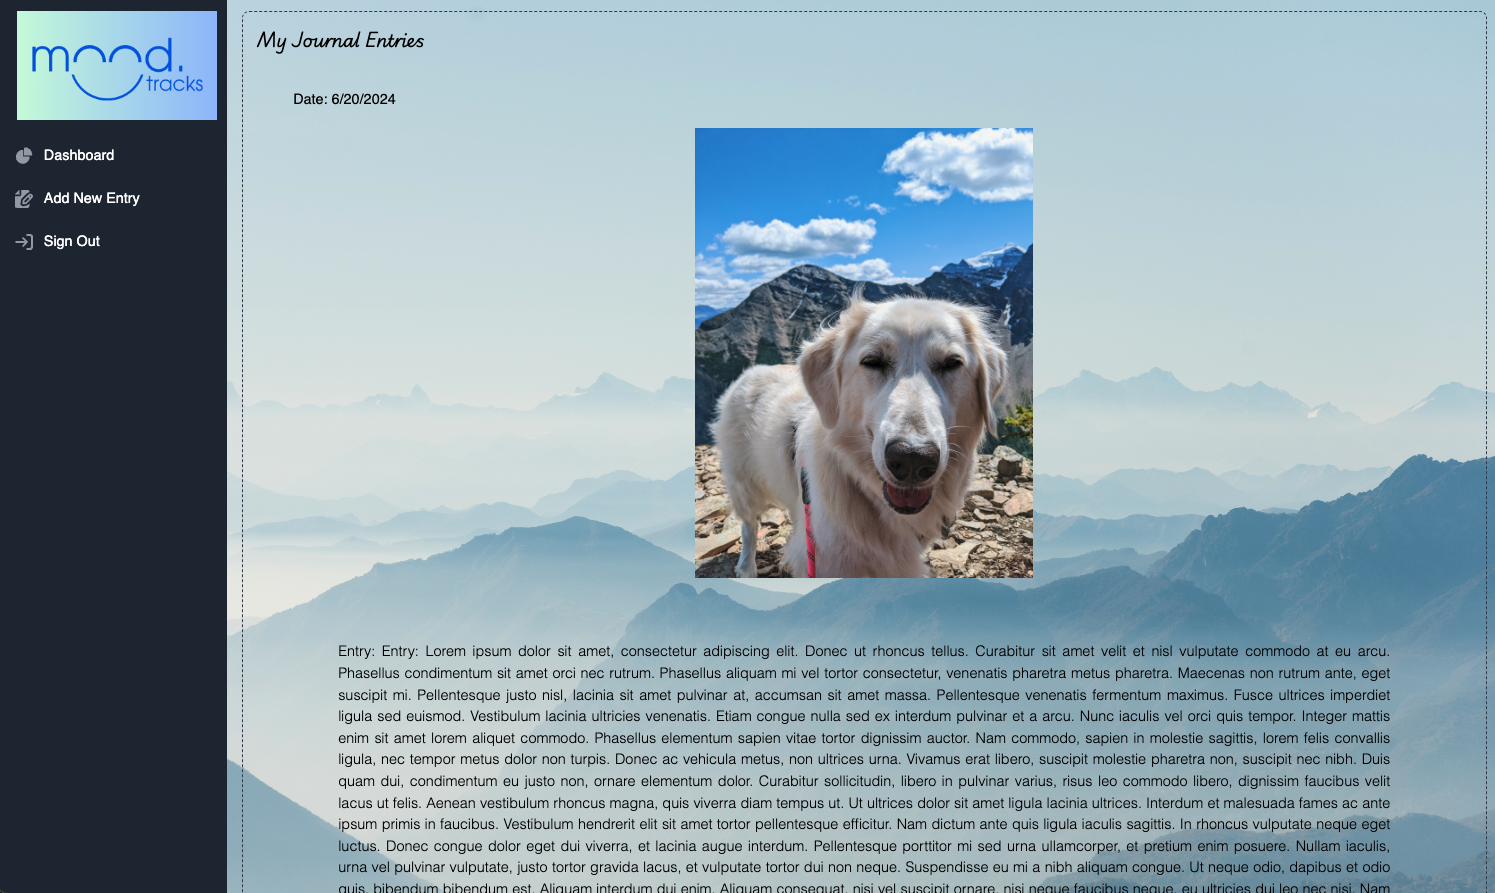 mood.
tracks
Dashboard
Add New Entry
Sign Out
My Journal Entries
Date: 6/20/2024
Entry: Entry: Lorem ipsum dolor sit amet, consectetur adipiscing elit. Donec ut rhoncus tellus. Curabitur sit amet velit et nisl vulputate commodo at eu arcu.
Phasellus condimentum sit amet orci nec rutrum. Phasellus aliquam mi vel tortor consectetur, venenatis pharetra metus pharetra. Maecenas non rutrum ante, eget
suscipit mi. Pellentesque justo nisl, lacinia sit amet pulvinar at, accumsan sit amet massa. Pellentesque venenatis fermentum maximus. Fusce ultrices imperdiet
ligula sed euismod. Vestibulum lacinia ultricies venenatis. Etiam congue nulla sed ex interdum pulvinar et a arcu. Nunc iaculis vel orci quis tempor. Integer mattis
enim sit amet lorem aliquet commodo. Phasellus elementum sapien vitae tortor dignissim auctor. Nam commodo, sapien in molestie sagittis, lorem felis convallis
ligula, nec tempor metus dolor non turpis. Donec ac vehicula metus, non ultrices urna. Vivamus erat libero, suscipit molestie pharetra non, suscipit nec nibh. Duis
quam dui, condimentum eu justo non, ornare elementum dolor. Curabitur sollicitudin, libero in pulvinar varius, risus leo commodo libero, dignissim faucibus velit
lacus ut felis. Aenean vestibulum rhoncus magna, quis viverra diam tempus ut. Ut ultrices dolor sit amet ligula lacinia ultrices. Interdum et malesuada fames ac ante
ipsum primis in faucibus. Vestibulum hendrerit elit sit amet tortor pellentesque efficitur. Nam dictum ante quis ligula iaculis sagittis. In rhoncus vulputate neque eget
luctus. Donec congue dolor eget dui viverra, et lacinia augue interdum. Pellentesque porttitor mi sed urna ullamcorper, et pretium enim posuere. Nullam iaculis,
urna vel pulvinar vulputate, justo tortor gravida lacus, et vulputate tortor dui non neque. Suspendisse eu mi a nibh aliquam congue. Ut neque odio, dapibus et odio
quis, bibendum bibendum est. Aliquam interdum dui enim. Aliquam consequat, nisi vel suscipit ornare, nisi neque faucibus neque, eu ultricies dui leo nec nisi. Nam